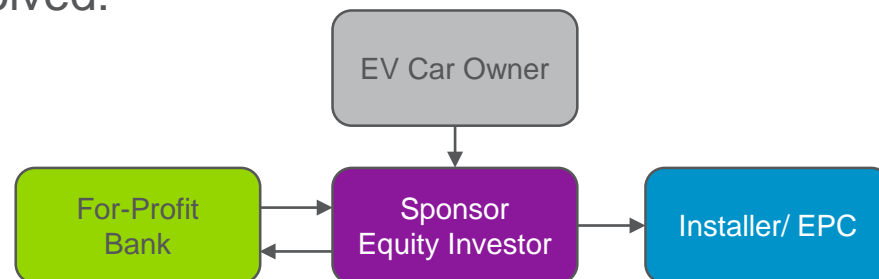 EV Car Owner
For-Profit
Bank
Sponsor
Equity Investor
Installer/ EPC